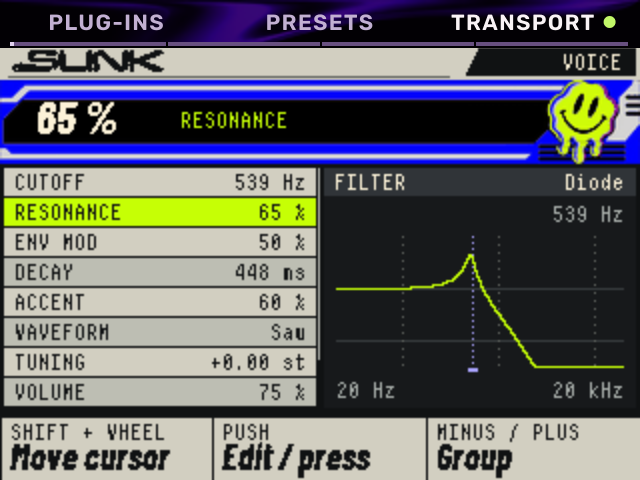 PLUG-INS PRESETS TRANSPORT
SLINK VOICE
65 % RESONANCE
CUTOFF 539 Hz
RESONANCE 65 %
ENV MOD 50 %
DECAY 448 ms
ACCENT 60 %
WAVEFORM Saw
TUNING +0.00 st
VOLUME 75 %
FILTER Diode
539 Hz
20 Hz 20 kHz
SHIFT + WHEEL
Move cursor
PUSH
Edit / press
MINUS / PLUS
Group